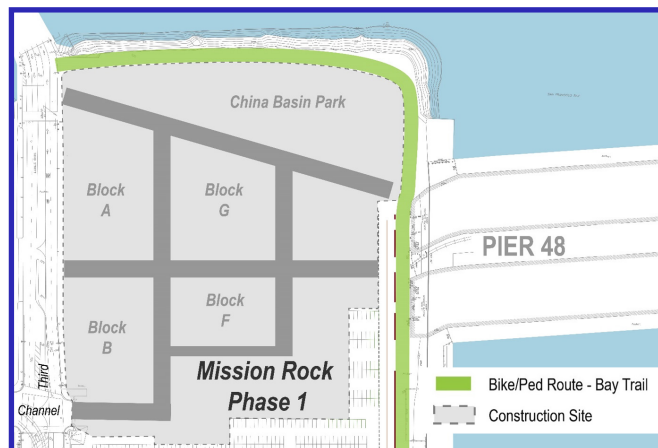 China Basin Park
Block
A
Block
G
PIER 48
Block
F
Block
B
Mission Rock
Phase 1
Third
Channel
Bike/Ped Route - Bay Trail
Construction Site